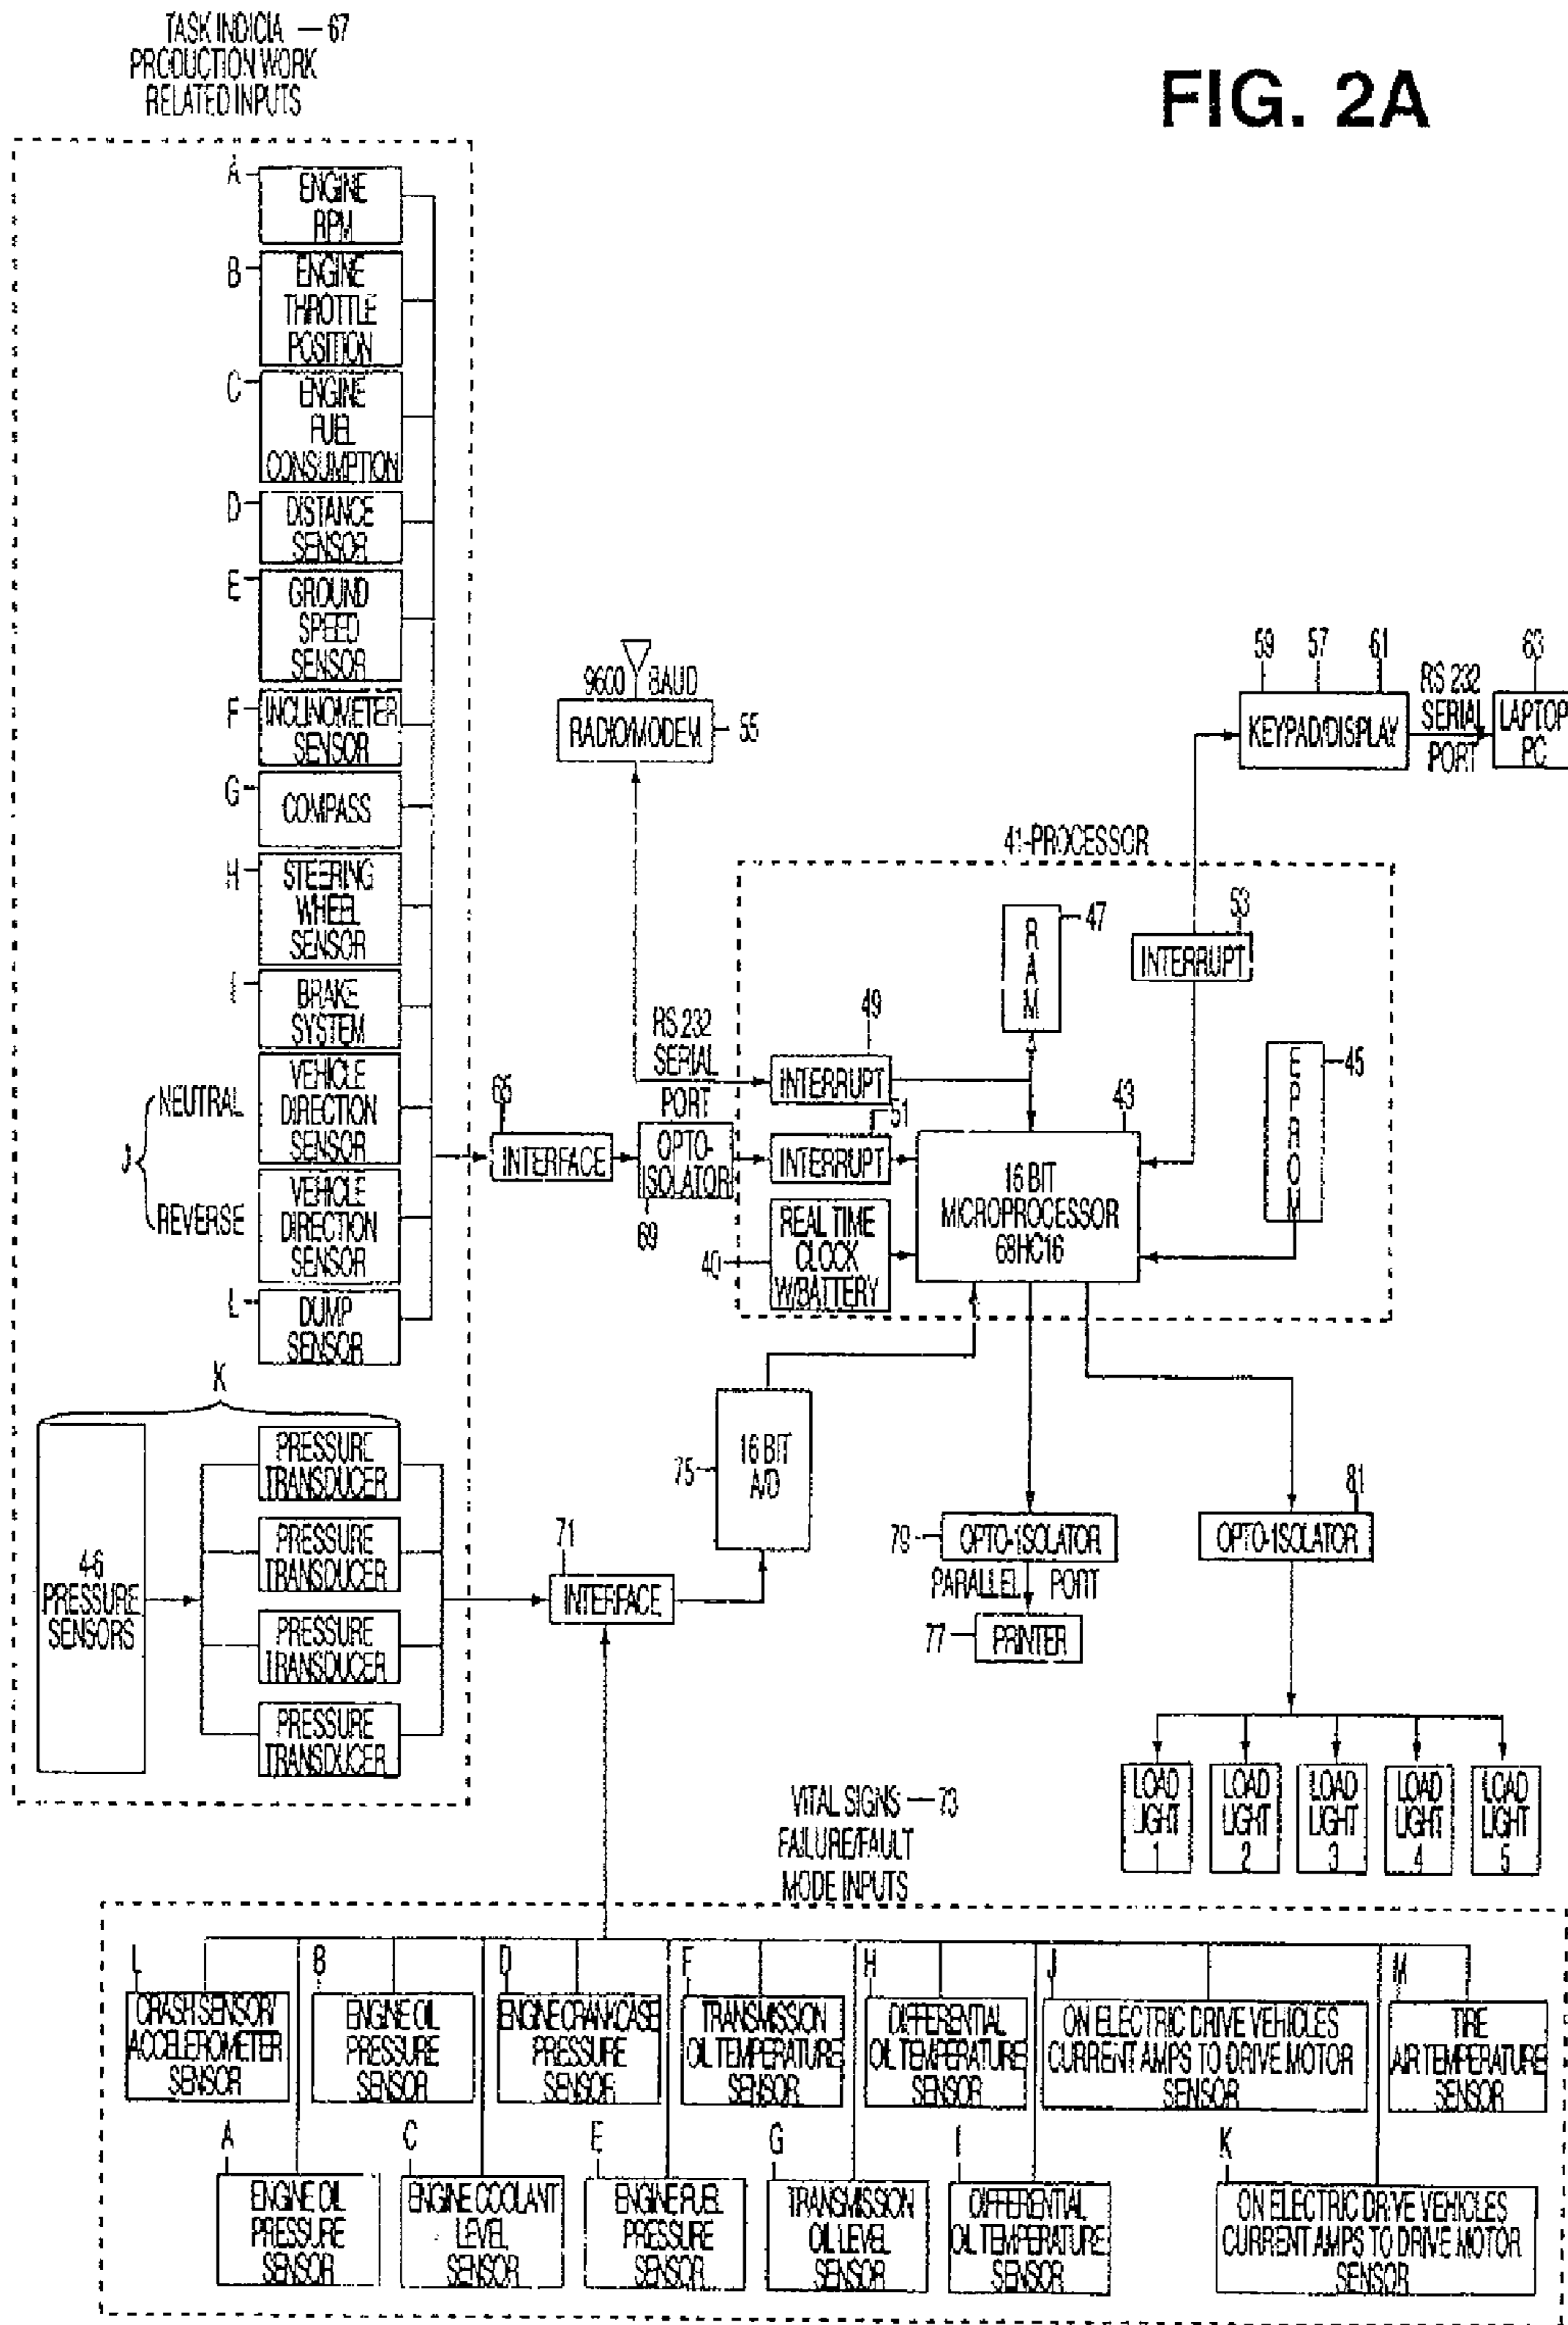 TASK INDICIA — 67
PRODUCTION WORK
RELATED INPUTS
FIG. 2A
A
ENGINE
RPM
B
ENGINE
THROTTLE
POSITION
C
ENGINE
FUEL
CONSUMPTION
D
DISTANCE
SENSOR
E
GROUND
SPEED
SENSOR
F
INCLINOMETER
SENSOR
G
COMPASS
H
STEERING
WHEEL
SENSOR
I
BRAKE
SYSTEM
J
NEUTRAL
VEHICLE
DIRECTION
SENSOR
REVERSE
VEHICLE
DIRECTION
SENSOR
L
DUMP
SENSOR
K
4-6
PRESSURE
SENSORS
PRESSURE
TRANSDUCER
PRESSURE
TRANSDUCER
PRESSURE
TRANSDUCER
PRESSURE
TRANSDUCER
9600 BAUD
RADIO/MODEM
55
59 57 61
KEYPAD/DISPLAY
RS 232
SERIAL
PORT
63
LAPTOP
PC
41-PROCESSOR
RAM
47
53
INTERRUPT
EPROM
45
RS 232
SERIAL
PORT
49
INTERRUPT
51
INTERRUPT
65
INTERFACE
OPTO-
ISOLATOR
69
43
16 BIT
MICROPROCESSOR
68HC16
40
REAL TIME
CLOCK
W/BATTERY
75
16 BIT
A/D
71
INTERFACE
79
OPTO-1SOLATOR
PARALLEL PORT
77
PRINTER
81
OPTO-1SOLATOR
LOAD
LIGHT
1
LOAD
LIGHT
2
LOAD
LIGHT
3
LOAD
LIGHT
4
LOAD
LIGHT
5
VITAL SIGNS — 73
FAILURE/FAULT
MODE INPUTS
L
CRASH SENSOR/
ACCELEROMETER
SENSOR
B
ENGINE OIL
PRESSURE
SENSOR
D
ENGINE CRANKCASE
PRESSURE
SENSOR
F
TRANSMISSION
OIL TEMPERATURE
SENSOR
H
DIFFERENTIAL
OIL TEMPERATURE
SENSOR
J
ON ELECTRIC DRIVE VEHICLES
CURRENT AMPS TO DRIVE MOTOR
SENSOR
M
TIRE
AIR TEMPERATURE
SENSOR
A
ENGINE OIL
PRESSURE
SENSOR
C
ENGINE COOLANT
LEVEL
SENSOR
E
ENGINE FUEL
PRESSURE
SENSOR
G
TRANSMISSION
OIL LEVEL
SENSOR
I
DIFFERENTIAL
OIL TEMPERATURE
SENSOR
K
ON ELECTRIC DRIVE VEHICLES
CURRENT AMPS TO DRIVE MOTOR
SENSOR